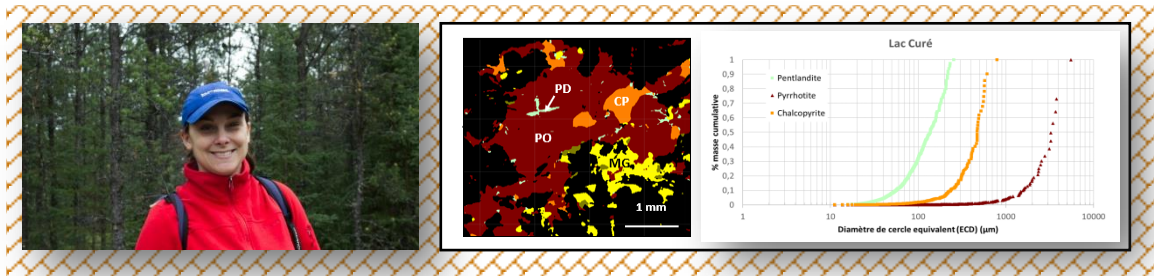 PD
CP
PO
MG
1 mm
Lac Curé
% masse cumulative
1
0,9
0,8
0,7
0,6
0,5
0,4
0,3
0,2
0,1
0
Pentlandite
Pyrrhotite
Chalcopyrite
1 10 100 1000 10000
Diamètre de cercle equivalent (ECD) (µm)